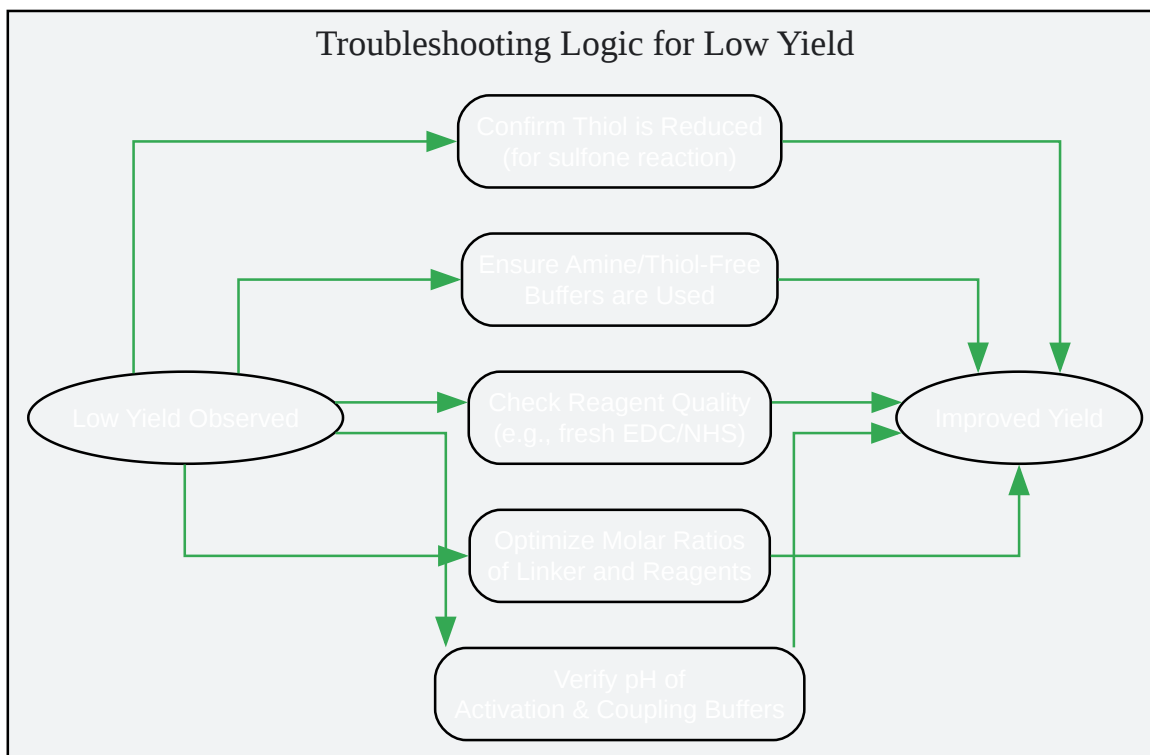 Troubleshooting Logic for Low Yield
Confirm Thiol is Reduced
(for sulfone reaction)
Ensure Amine/Thiol-Free
Buffers are Used
Low Yield Observed
Check Reagent Quality
(e.g., fresh EDC/NHS)
Improved Yield
Optimize Molar Ratios
of Linker and Reagents
Verify pH of
Activation & Coupling Buffers